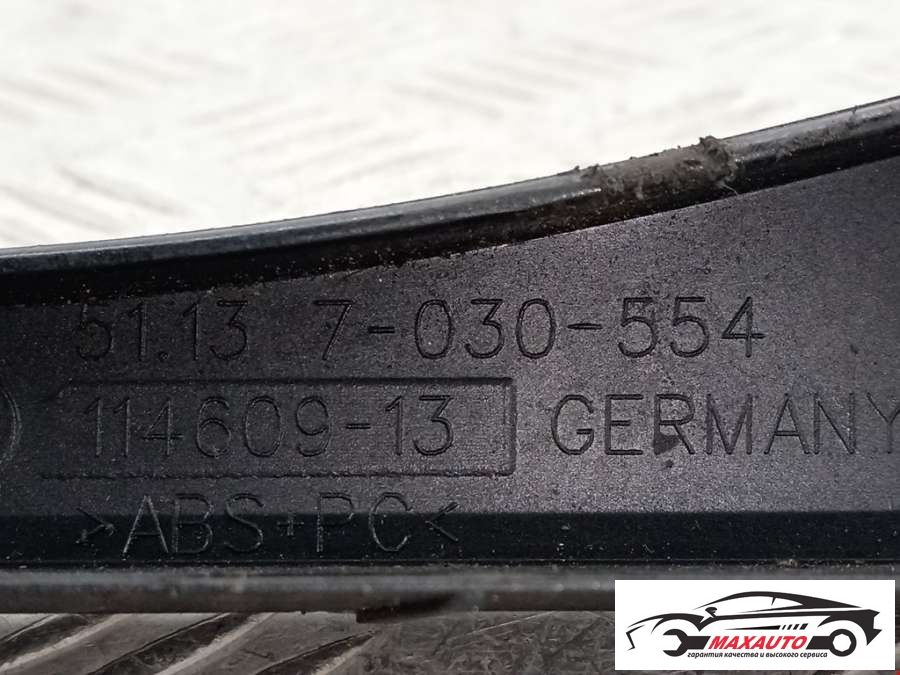 51.13 7-030-554
114609-13 GERMANY
>ABS+PC<
MAXAUTO
гарантия качества и высокого сервиса